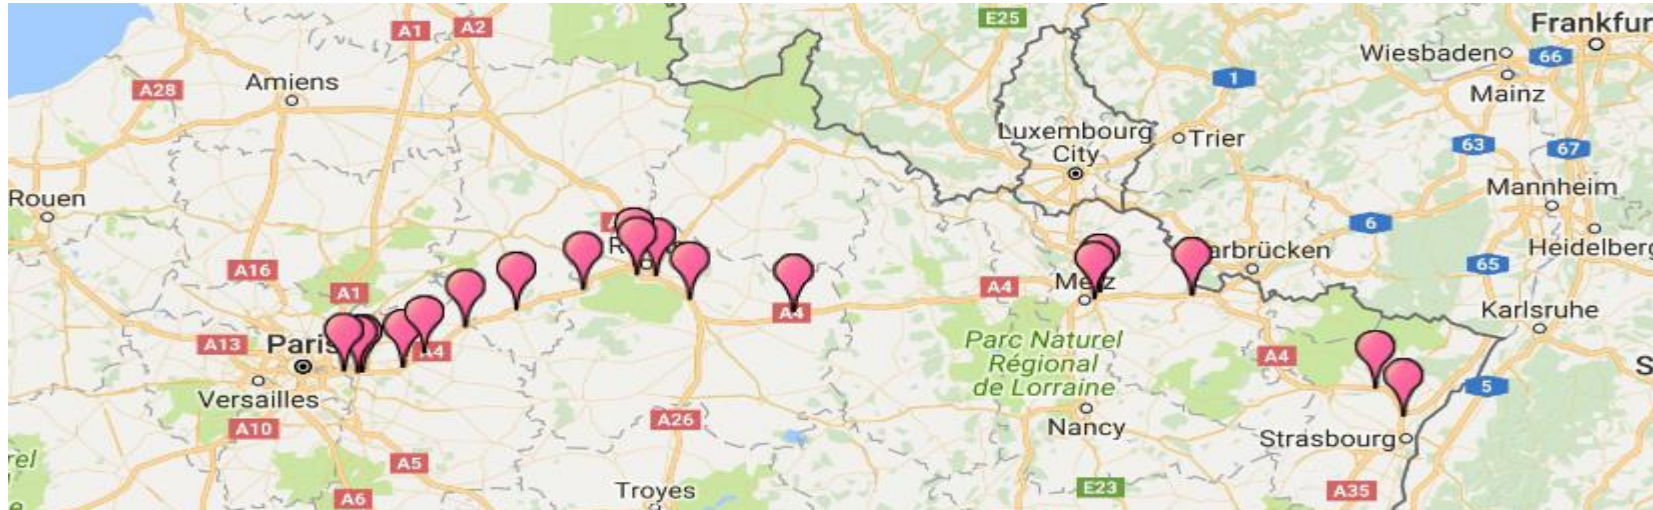 E25
Frankfur
A1
A2
Wiesbaden
66
1
A28
Amiens
Mainz
Luxembourg
City
Trier
63
67
Rouen
Mannheim
6
arbrücken
Heidelberg
A16
65
A1
A4
Metz
A4
Karlsruhe
A13
Paris
A4
Parc Naturel
Régional
de Lorraine
A4
S
5
Versailles
A10
A26
Nancy
Strasbourg
rel
A5
Troyes
E23
A35
A6
e